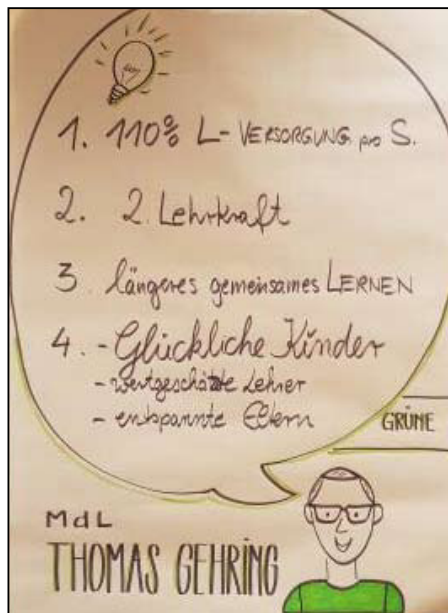 1. 110% L-VERSORGUNG pro S.
2. 2. Lehrkraft
3 längeres gemeinsames LERNEN
4. - Glückliche Kinder
- wertgeschätzte Lehrer
- entspannte Eltern
GRÜNE
MdL
THOMAS GEHRING